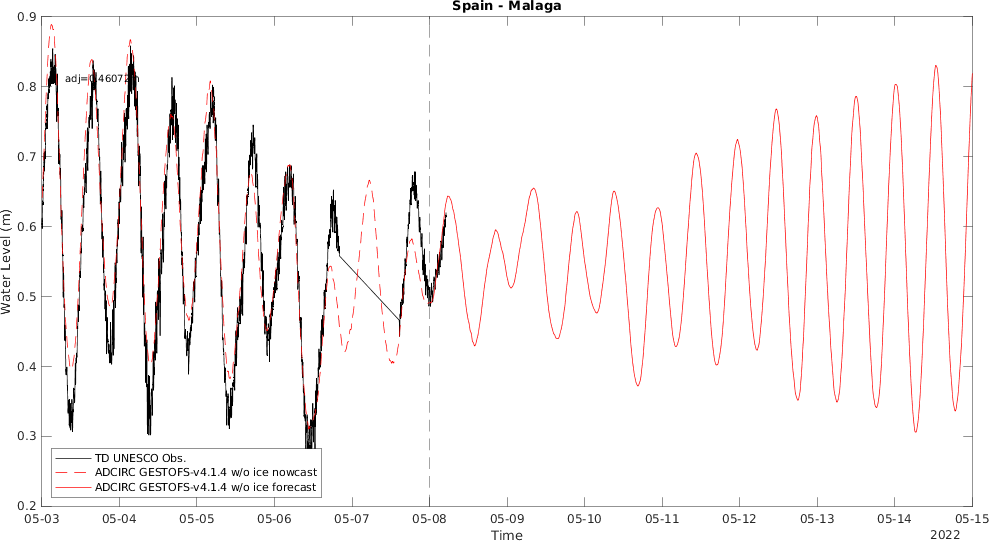 Spain - Malaga
0.9
0.8
0.7
0.6
0.5
0.4
0.3
0.2
Water Level (m)
adj=0.46072m
TD UNESCO Obs.
ADCIRC GESTOFS-v4.1.4 w/o ice nowcast
ADCIRC GESTOFS-v4.1.4 w/o ice forecast
05-03 05-04 05-05 05-06 05-07 05-08 05-09 05-10 05-11 05-12 05-13 05-14 05-15
Time
2022